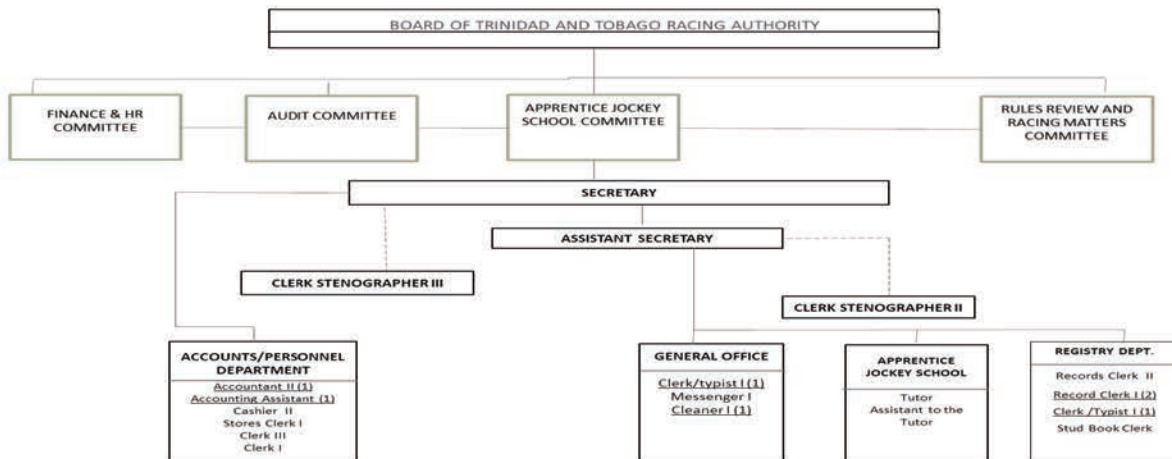 BOARD OF TRINIDAD AND TOBAGO RACING AUTHORITY
FINANCE & HR
COMMITTEE
AUDIT COMMITTEE
APPRENTICE JOCKEY
SCHOOL COMMITTEE
RULES REVIEW AND
RACING MATTERS
COMMITTEE
SECRETARY
ASSISTANT SECRETARY
CLERK STENOGRAPHER III
CLERK STENOGRAPHER II
ACCOUNTS/PERSONNEL
DEPARTMENT
Accountant II (1)
Accounting Assistant (1)
Cashier II
Stores Clerk I
Clerk III
Clerk I
GENERAL OFFICE
Clerk/typist I (1)
Messenger I
Cleaner I (1)
APPRENTICE
JOCKEY SCHOOL
Tutor
Assistant to the
Tutor
REGISTRY DEPT.
Records Clerk II
Record Clerk I (2)
Clerk /Typist I (1)
Stud Book Clerk